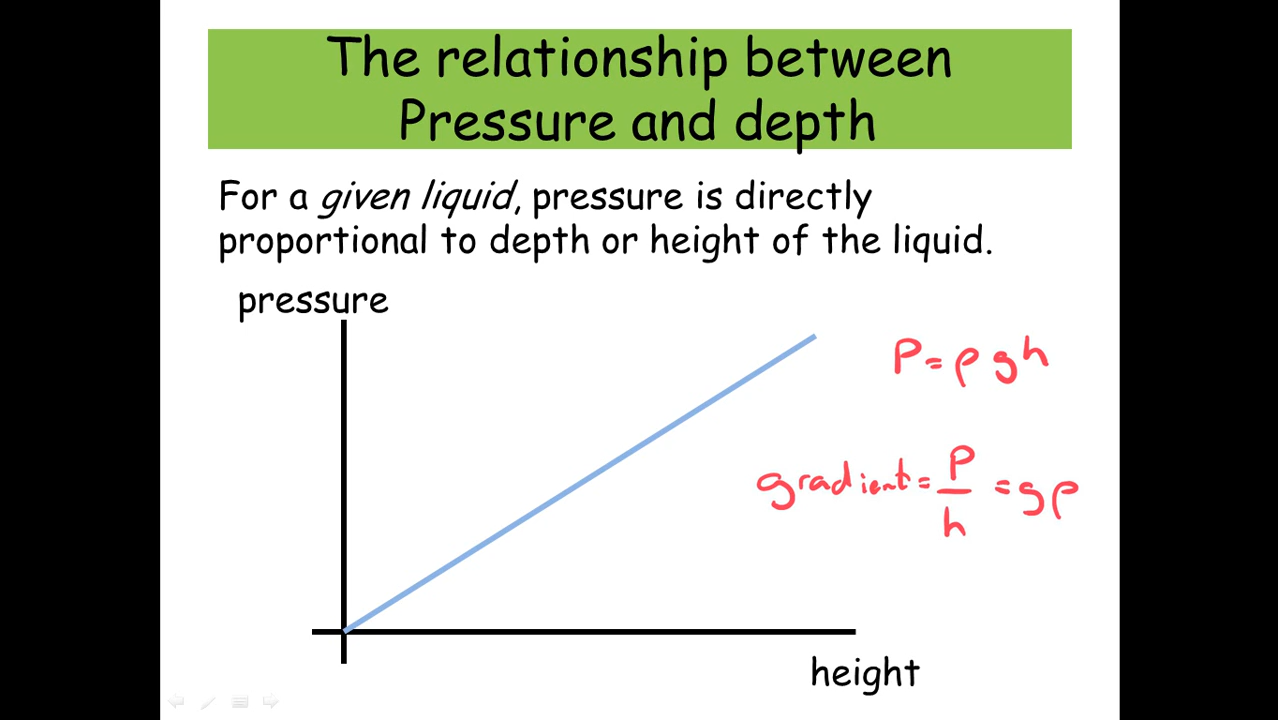 The relationship between
Pressure and depth
For a given liquid, pressure is directly
proportional to depth or height of the liquid.
pressure
P = ρgh
gradient = P/h = gρ
height